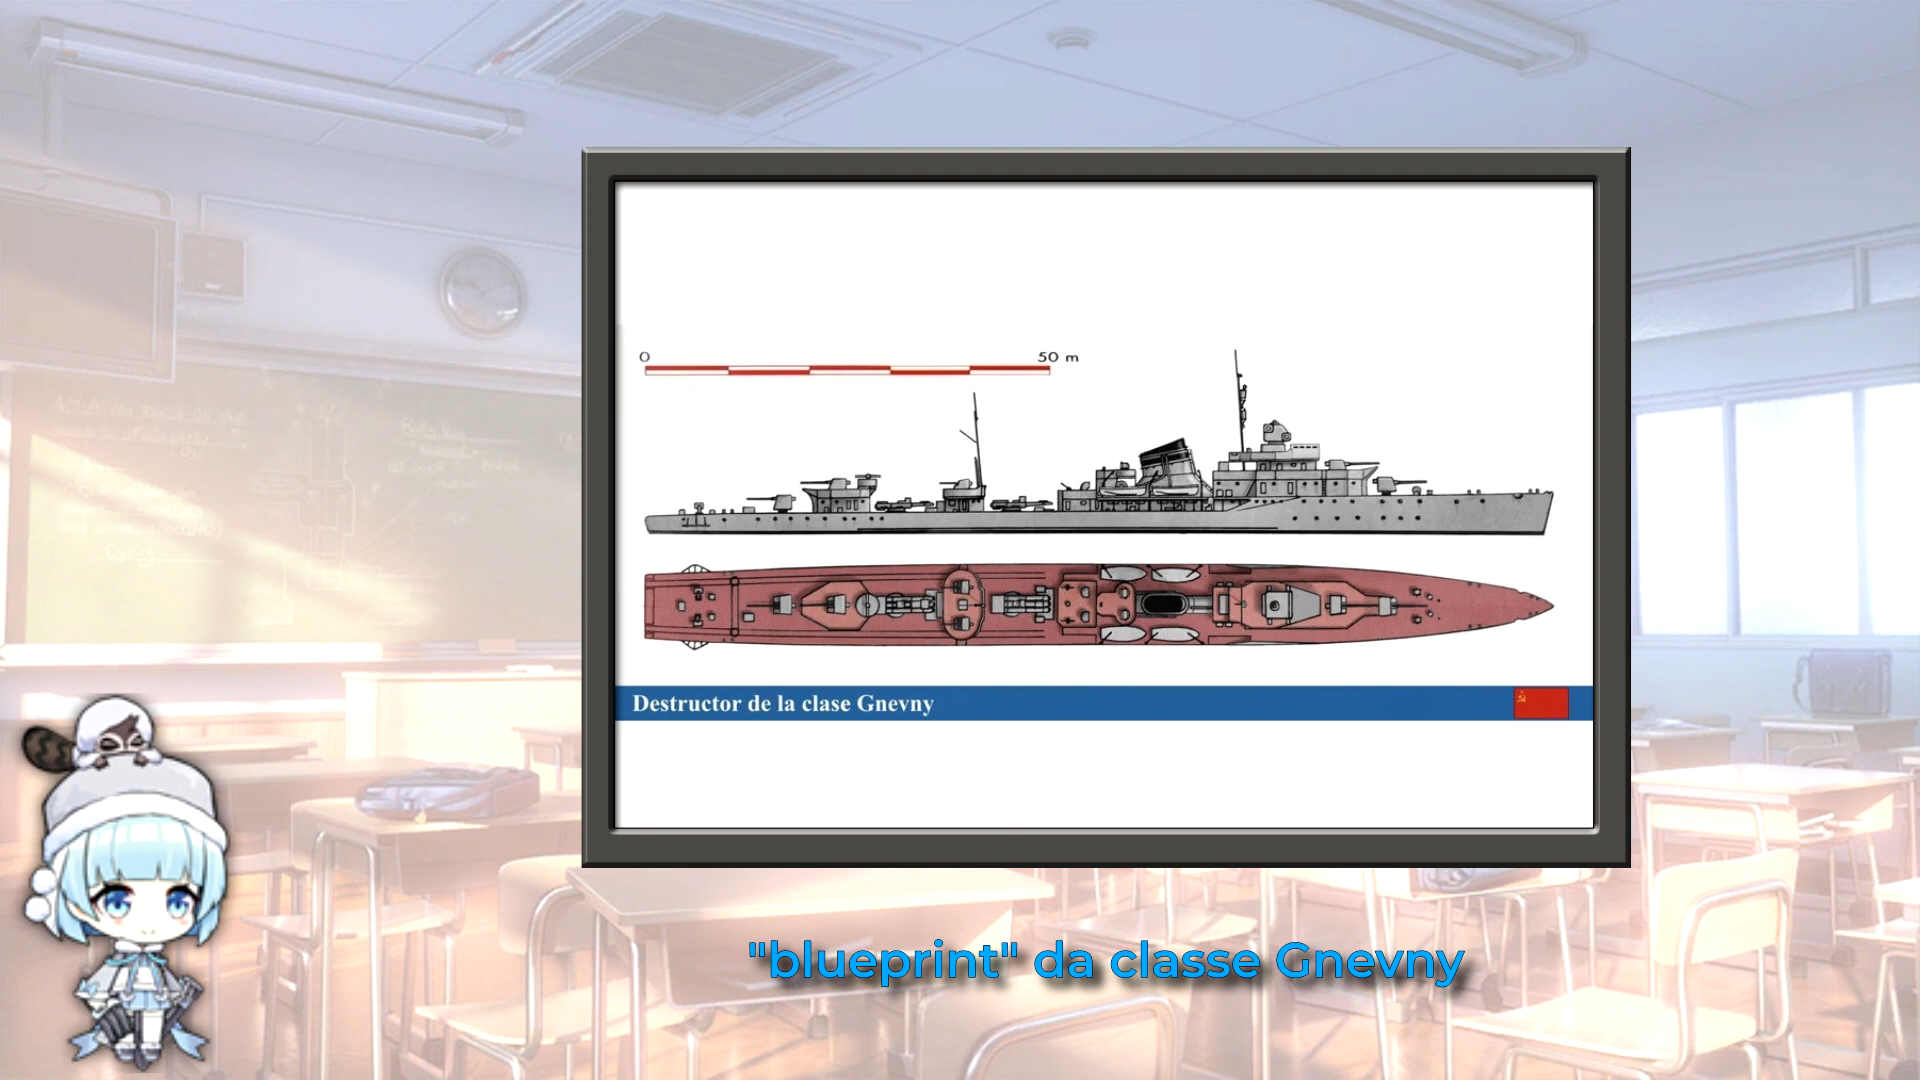 0
50 m
Destructor de la clase Gnevny
"blueprint" da classe Gnevny